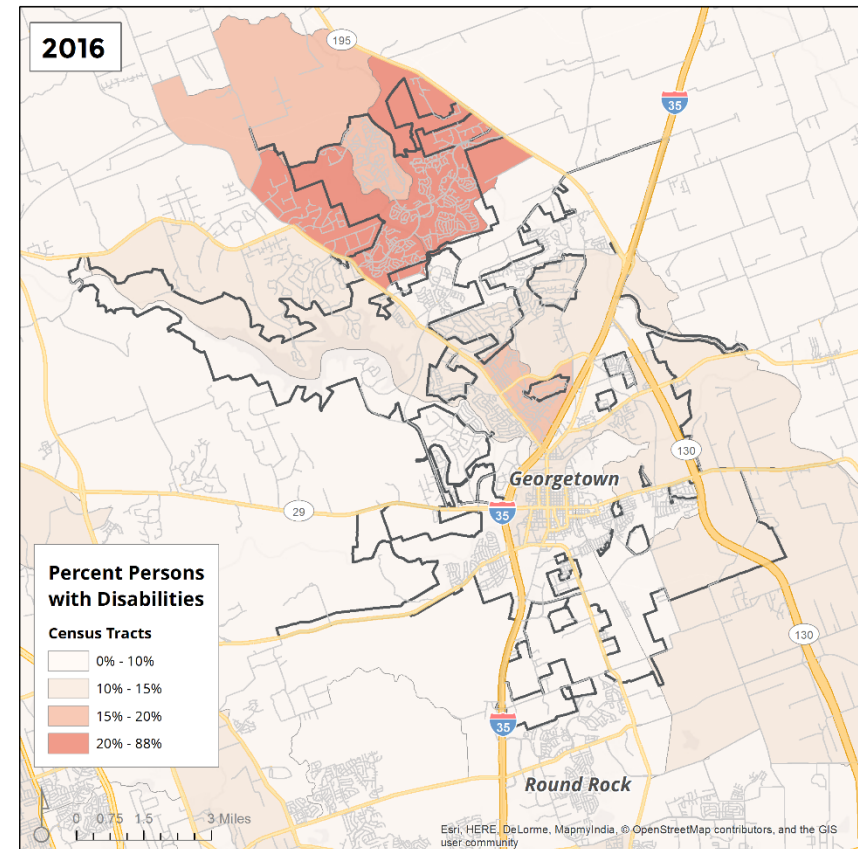 2016
195
35
Georgetown
130
29
35
130
35
Round Rock
Percent Persons
with Disabilities
Census Tracts
0% - 10%
10% - 15%
15% - 20%
20% - 88%
0 0.75 1.5 3 Miles
Esri, HERE, DeLorme, MapmyIndia, © OpenStreetMap contributors, and the GIS
user community